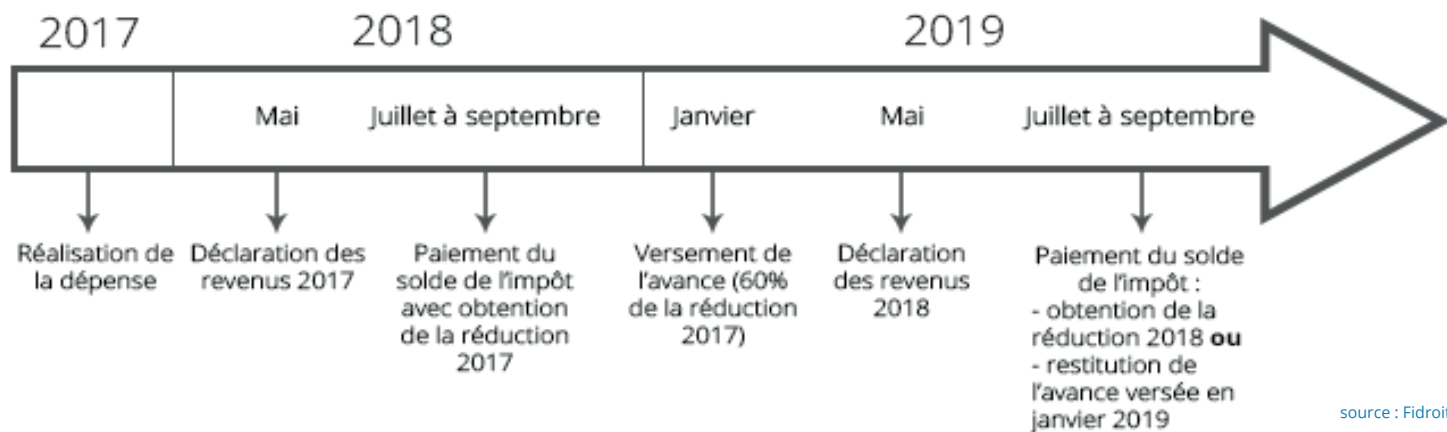 2017
2018
2019
Mai
Juillet à septembre
Janvier
Mai
Juillet à septembre
Réalisation de
la dépense
Déclaration des
revenus 2017
Paiement du
solde de l'impôt
avec obtention
de la réduction
2017
Versement de
l'avance (60%
de la réduction
2017)
Déclaration
des revenus
2018
Paiement du solde
de l'impôt :
- obtention de la
réduction 2018 ou
- restitution de
l'avance versée en
janvier 2019
source : Fidroit